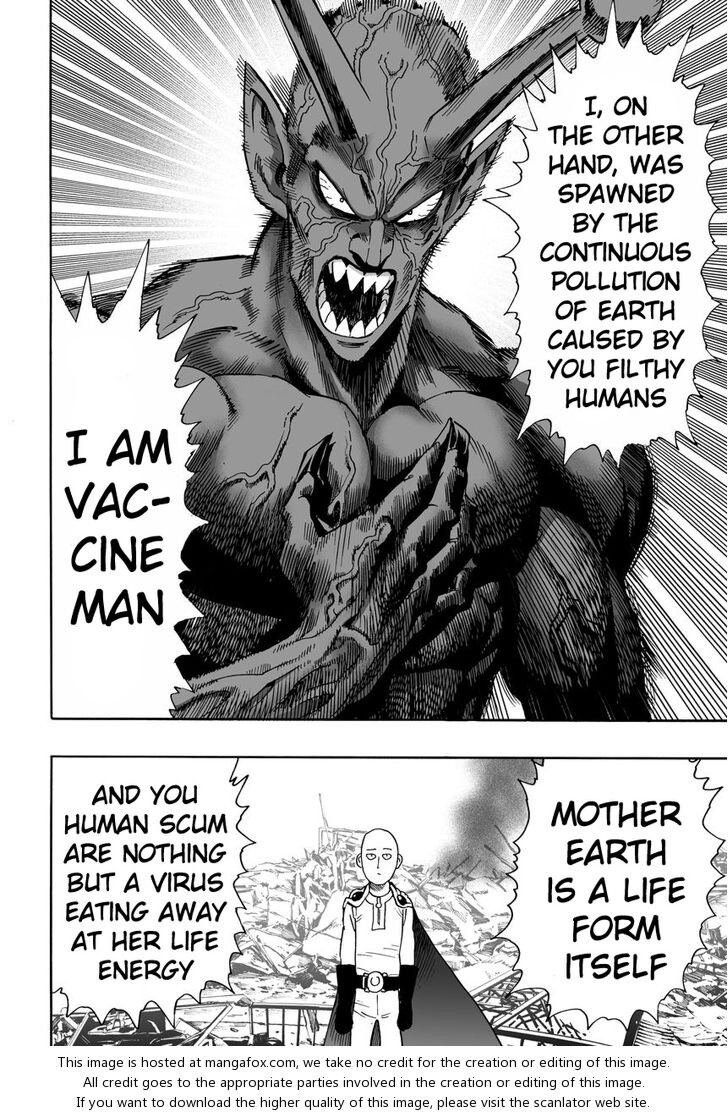 I, ON
THE OTHER
HAND, WAS
SPAWNED
BY THE
CONTINUOUS
POLLUTION
OF EARTH
CAUSED BY
YOU FILTHY
HUMANS
I AM
VAC-
CINE
MAN
MOTHER
EARTH
IS A LIFE
FORM
ITSELF
AND YOU
HUMAN SCUM
ARE NOTHING
BUT A VIRUS
EATING AWAY
AT HER LIFE
ENERGY
This image is hosted at mangafox.com, we take no credit for the creation or editing of this image.
All credit goes to the appropriate parties involved in the creation or editing of this image.
If you want to download the higher quality of this image, please visit the scanlator web site.